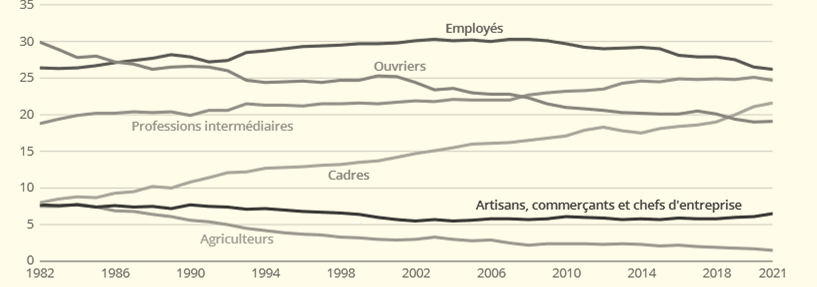 35
Employés
30
Ouvriers
25
20
Professions intermédiaires
15
Cadres
10
Artisans, commerçants et chefs d'entreprise
5
Agriculteurs
0
1982 1986 1990 1994 1998 2002 2006 2010 2014 2018 2021